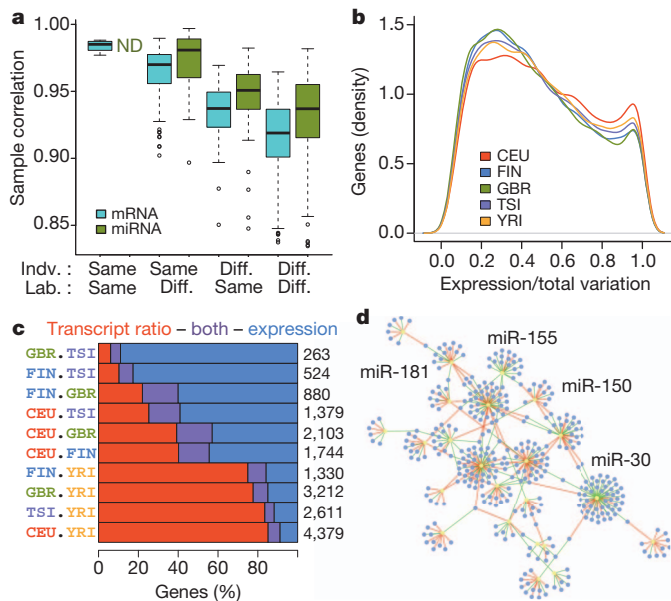 a
1.00
0.95
0.90
0.85
Sample correlation
ND
mRNA
miRNA
Indv. : Same Same Diff. Diff.
Lab. : Same Diff. Same Diff.
b
1.5
1.0
0.5
0.0
Genes (density)
CEU
FIN
GBR
TSI
YRI
0.0 0.2 0.4 0.6 0.8 1.0
Expression/total variation
c
Transcript ratio – both – expression
GBR.TSI 263
FIN.TSI 524
FIN.GBR 880
CEU.TSI 1,379
CEU.GBR 2,103
CEU.FIN 1,744
FIN.YRI 1,330
GBR.YRI 3,212
TSI.YRI 2,611
CEU.YRI 4,379
0 20 40 60 80
Genes (%)
d
miR-155
miR-181
miR-150
miR-30